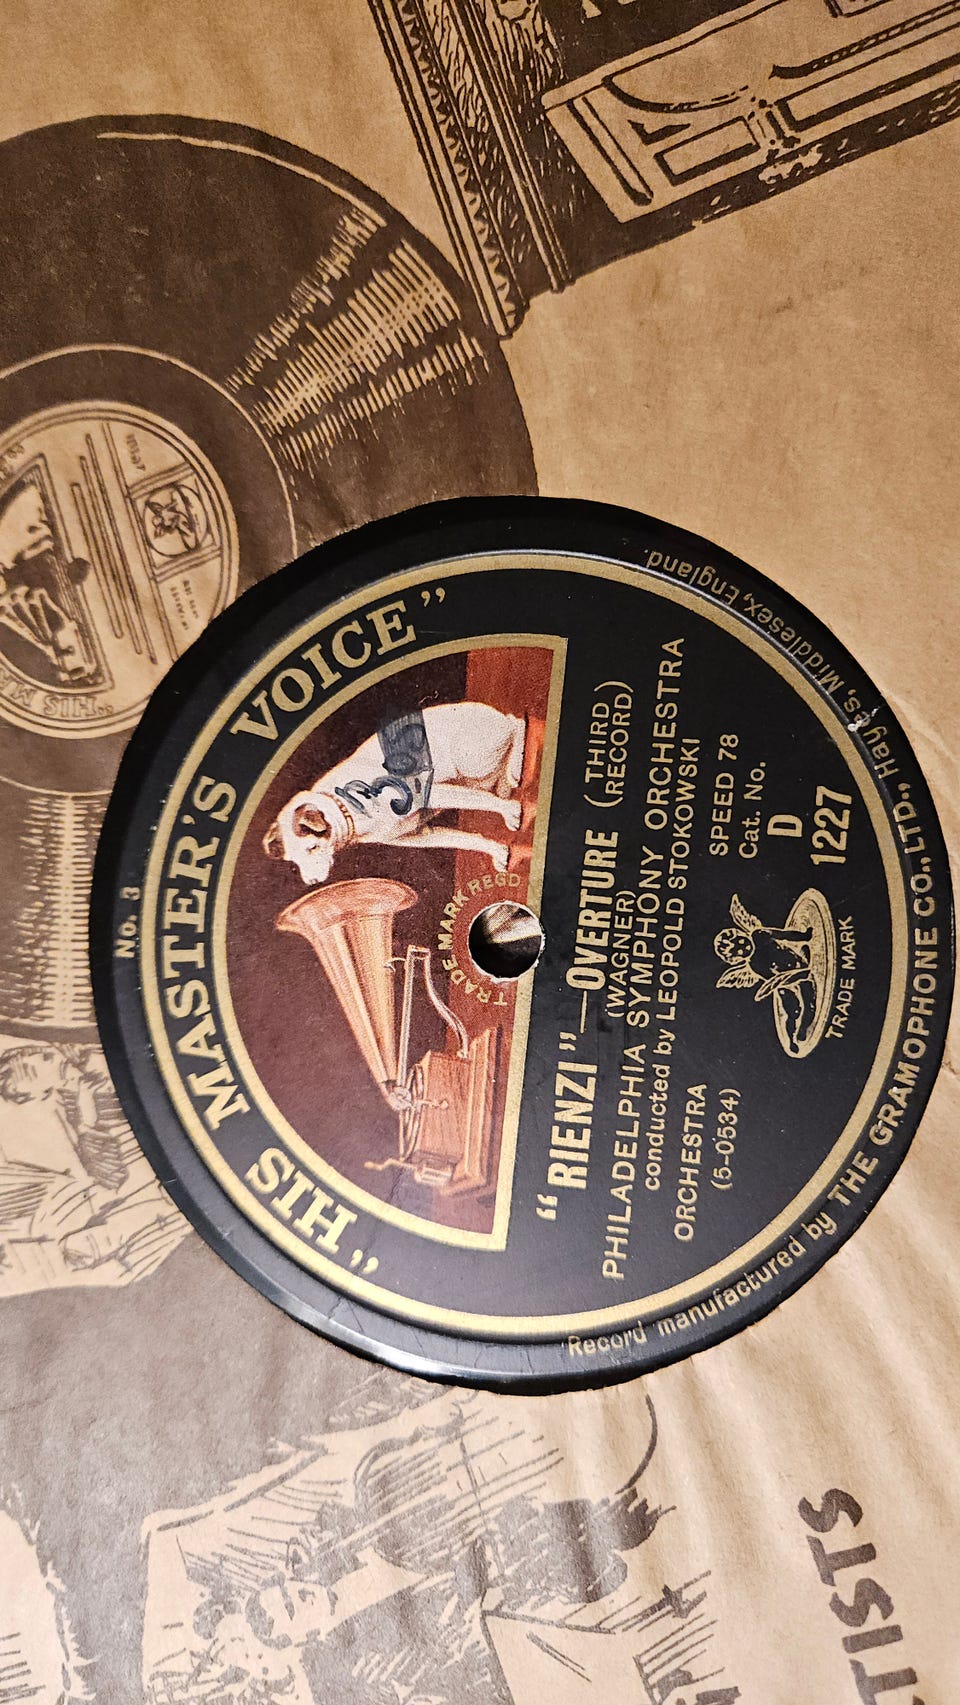 No. 3
"HIS MASTER'S VOICE"
TRADE MARK REGD
"RIENZI"—OVERTURE (THIRD RECORD)
(WAGNER)
PHILADELPHIA SYMPHONY ORCHESTRA
conducted by LEOPOLD STOKOWSKI
ORCHESTRA
SPEED 78
(5-0534)
Cat. No.
D
1227
TRADE MARK
Record manufactured by THE GRAMOPHONE CO., LTD., Hayes, Middlesex, England.
"HIS